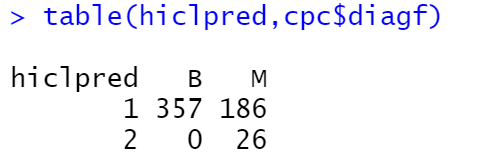 > table(hiclpred,cpc$diagf)
hiclpred B M
1 357 186
2 0 26